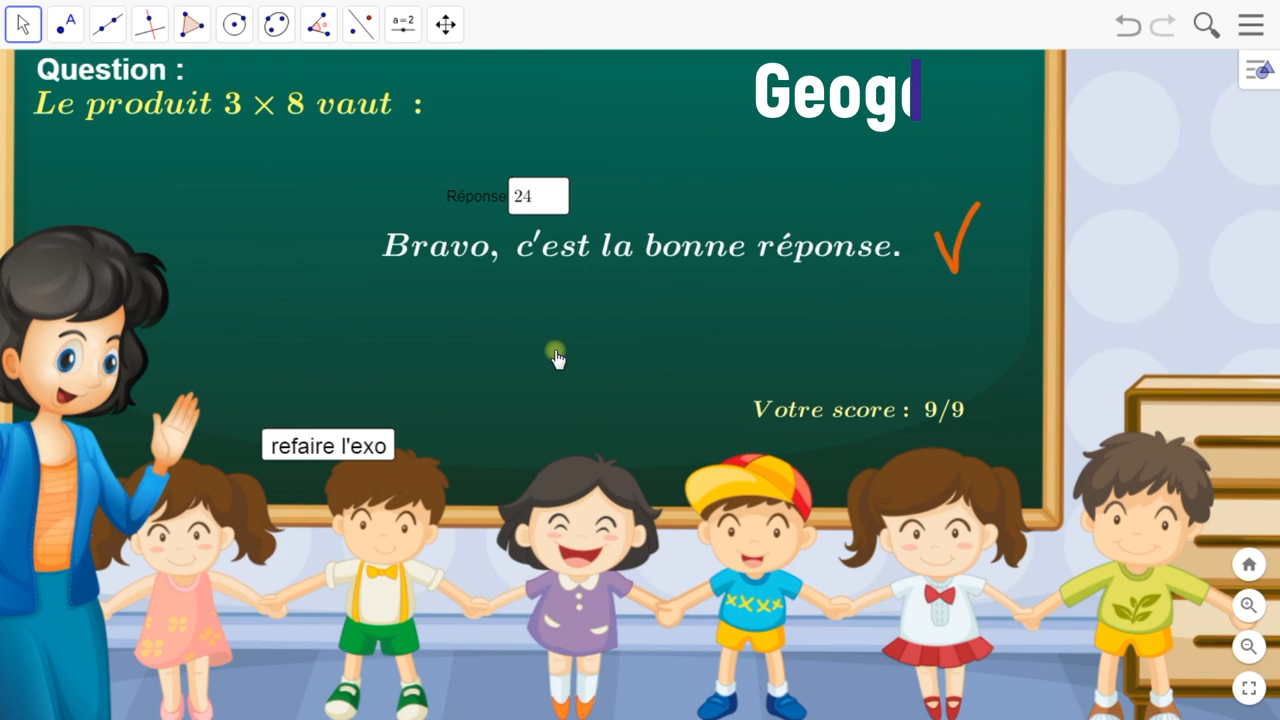 A
a=2
Question :
Le produit 3 × 8 vaut :
Geog
Réponse 24
Bravo, c'est la bonne réponse.
Votre score : 9/9
refaire l'exo